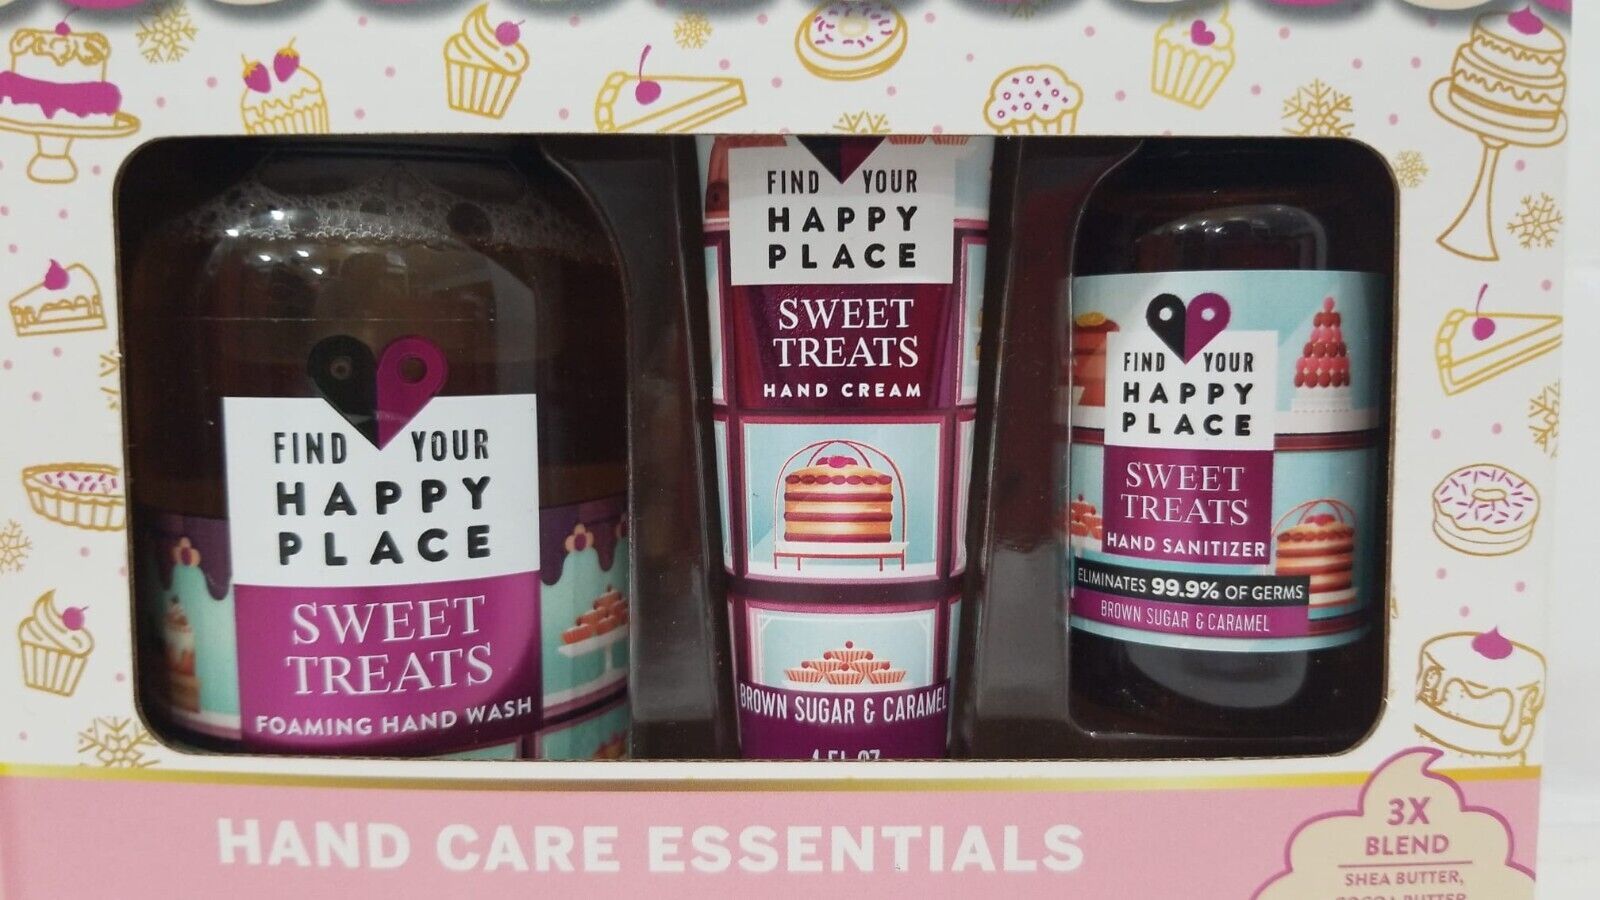 FIND YOUR
HAPPY
PLACE
SWEET
TREATS
FOAMING HAND WASH
FIND YOUR
HAPPY
PLACE
SWEET
TREATS
HAND CREAM
BROWN SUGAR & CARAMEL
FIND YOUR
HAPPY
PLACE
SWEET
TREATS
HAND SANITIZER
ELIMINATES 99.9% OF GERMS
BROWN SUGAR & CARAMEL
HAND CARE ESSENTIALS
3X
BLEND
SHEA BUTTER,
COCOA BUTTER